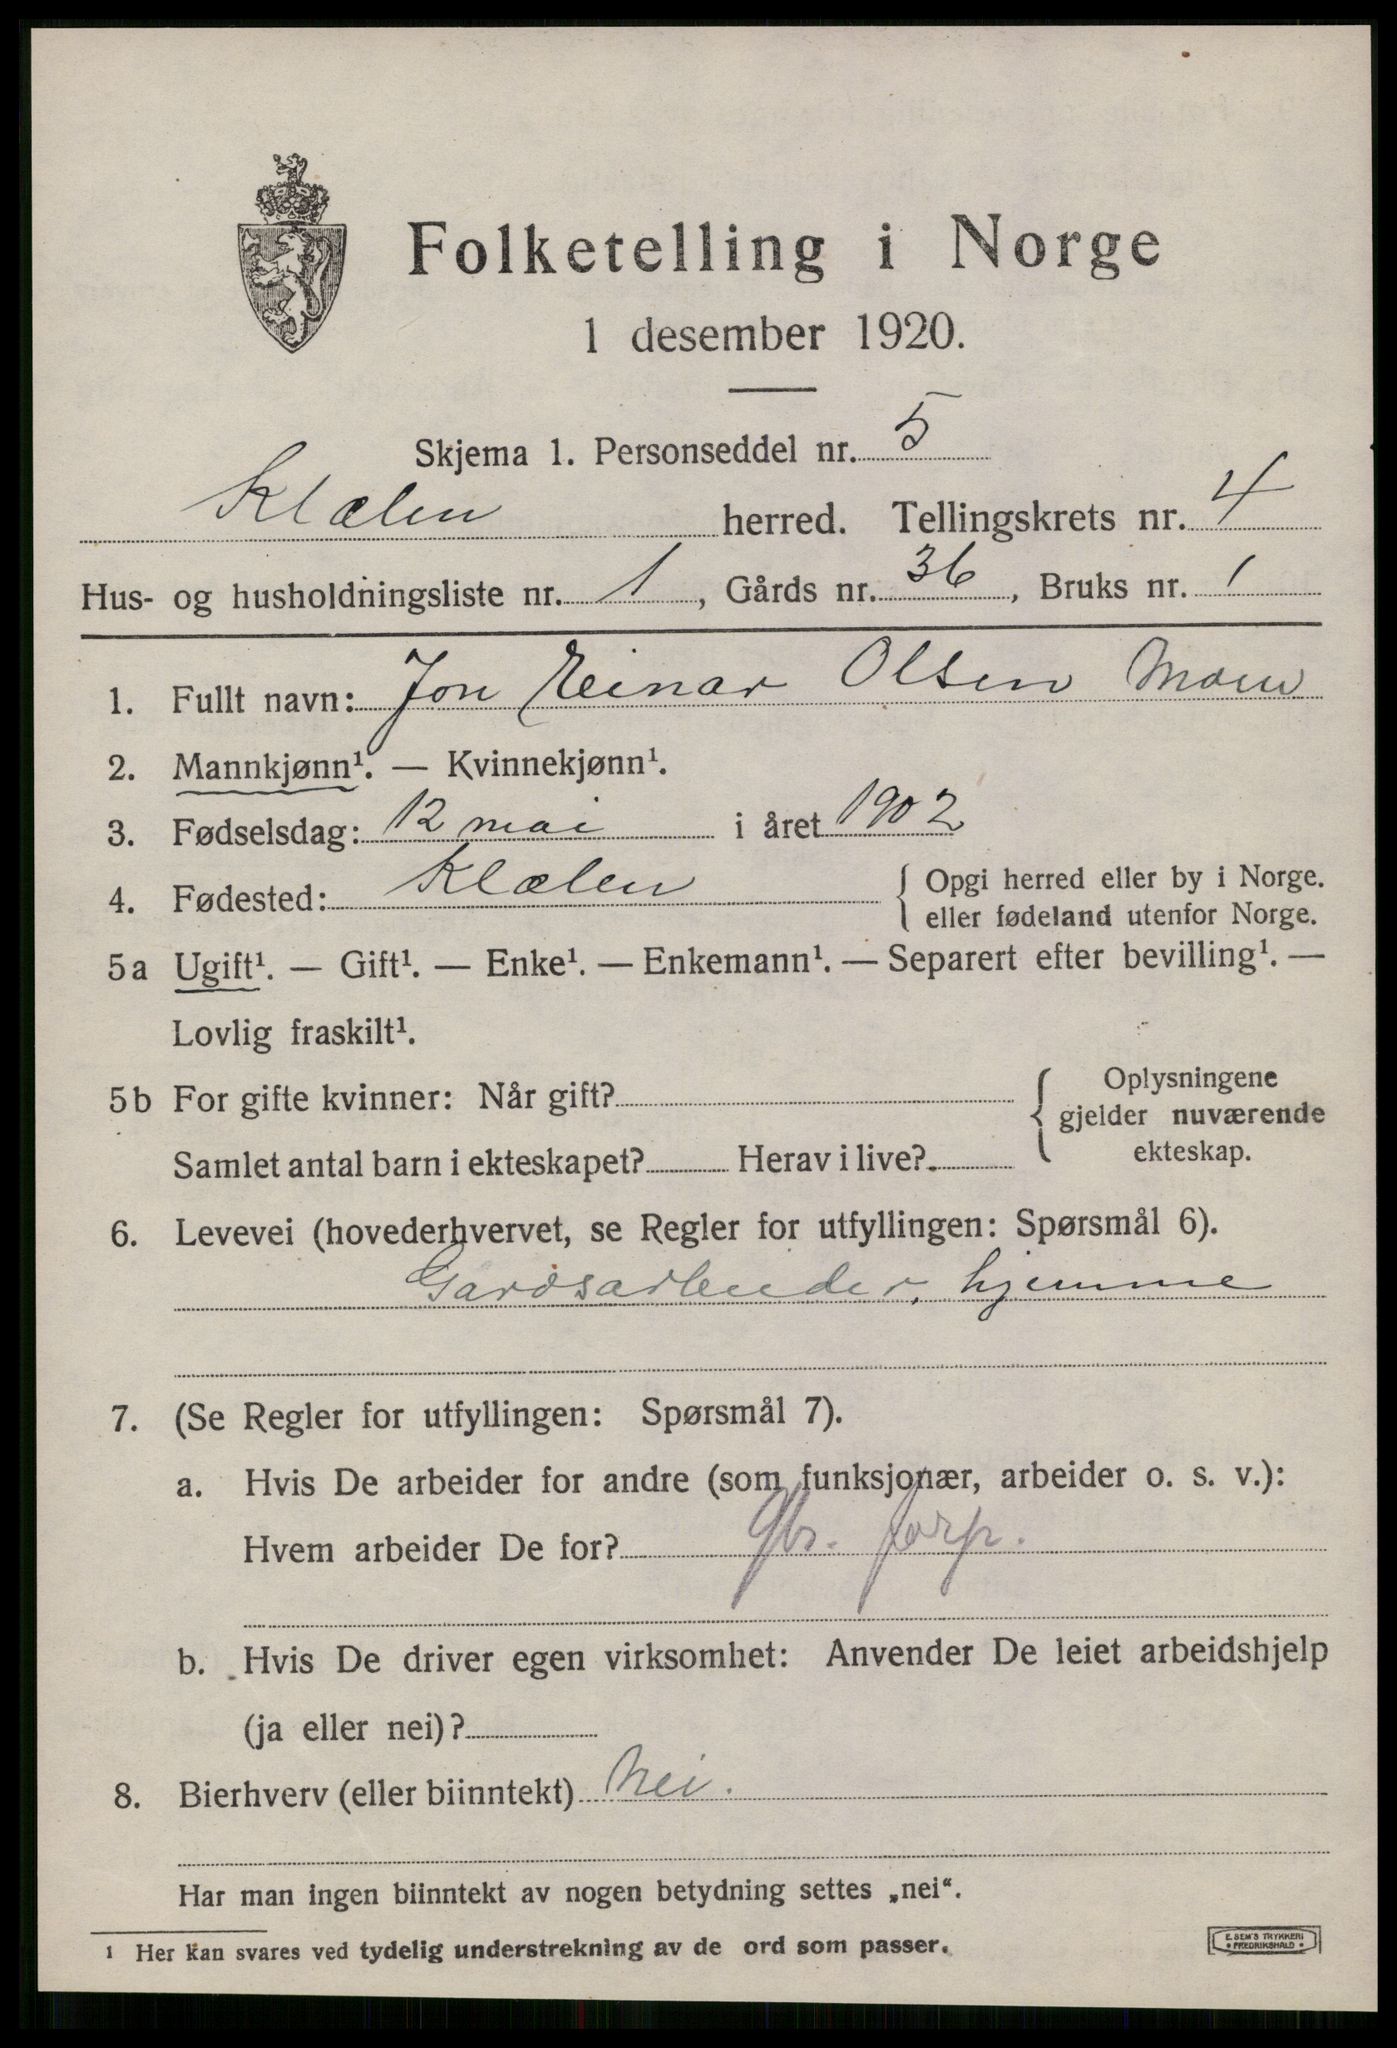 Folketelling i Norge
1 desember 1920.
Skjema 1. Personseddel nr. 5
Klæbu herred. Tellingskrets nr. 4
Hus- og husholdningsliste nr. 1, Gårds nr. 36, Bruks nr. 1
1. Fullt navn: Jon Einar Olsen Moen
2. Mannkjønn¹. — Kvinnekjønn¹.
3. Fødselsdag: 12 mai i året 1902
4. Fødested: Klæbu { Opgi herred eller by i Norge.
eller fødeland utenfor Norge.
5a Ugift¹. — Gift¹. — Enke¹. — Enkemann¹. — Separert efter bevilling¹. —
Lovlig fraskilt¹.
5b For gifte kvinner: Når gift? { Oplysningene
gjelder nuværende
ekteskap.
Samlet antal barn i ekteskapet? Herav i live?
6. Levevei (hovederhvervet, se Regler for utfyllingen: Spørsmål 6).
Gardsarbeider, hjemme
7. (Se Regler for utfyllingen: Spørsmål 7).
a. Hvis De arbeider for andre (som funksjonær, arbeider o. s. v.):
Hvem arbeider De for? Gbr.
b. Hvis De driver egen virksomhet: Anvender De leiet arbeidshjelp
(ja eller nei)?
8. Bierhverv (eller biinntekt) Nei.
Har man ingen biinntekt av nogen betydning settes „nei“.
¹ Her kan svares ved tydelig understrekning av de ord som passer.
E. SEM'S TRYKKERI
• FREDRIKSHALD •